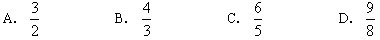 A. 3/2 B. 4/3 C. 6/5 D. 9/8